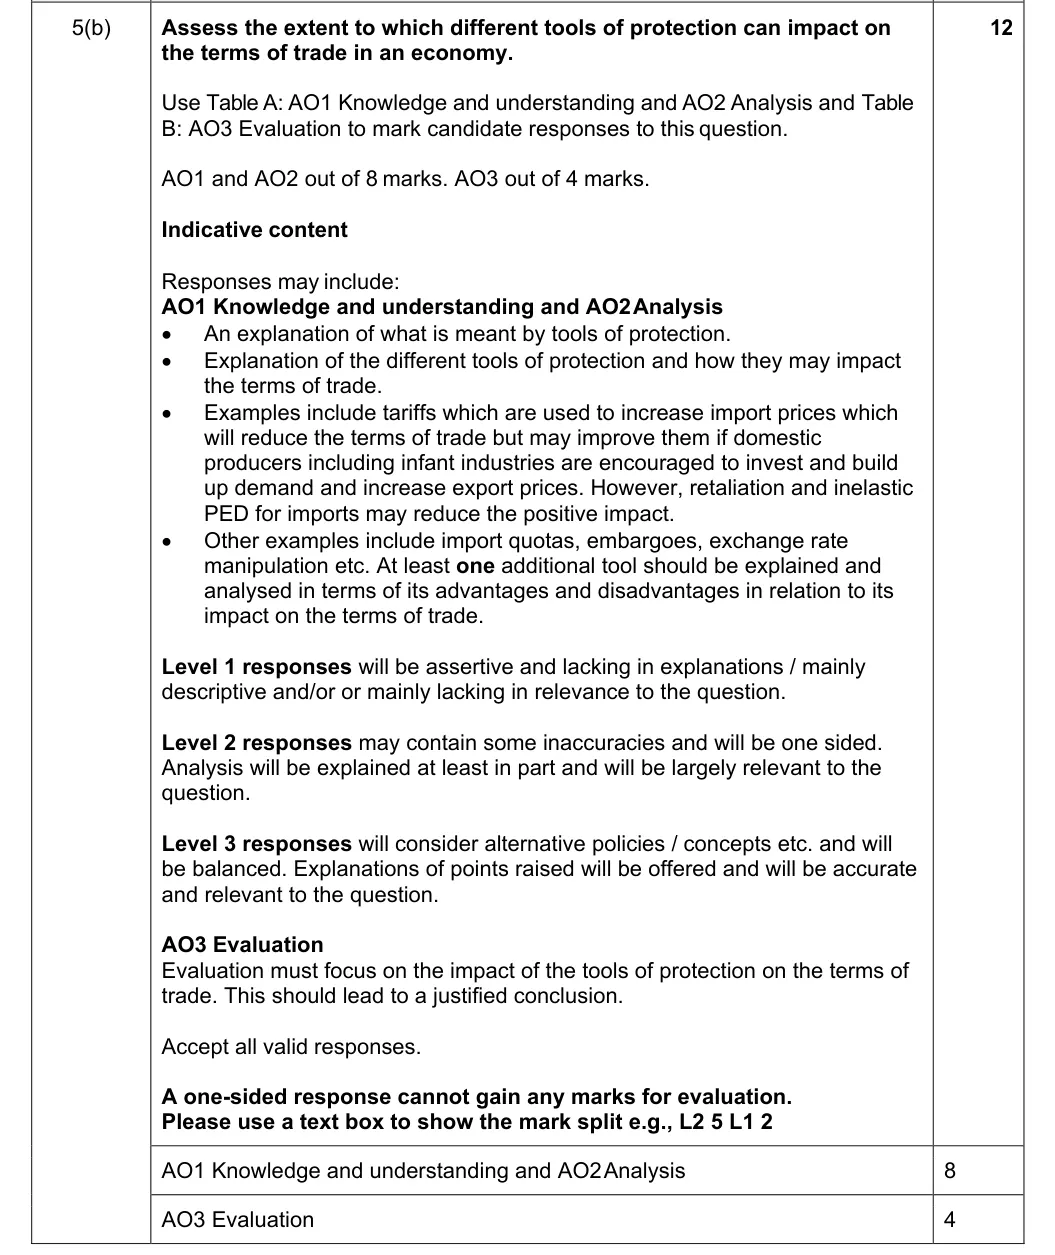 5(b) Assess the extent to which different tools of protection can impact on 12
the terms of trade in an economy.
Use Table A: AO1 Knowledge and understanding and AO2 Analysis and Table
B: AO3 Evaluation to mark candidate responses to this question.
AO1 and AO2 out of 8 marks. AO3 out of 4 marks.
Indicative content
Responses may include:
AO1 Knowledge and understanding and AO2 Analysis
• An explanation of what is meant by tools of protection.
• Explanation of the different tools of protection and how they may impact
the terms of trade.
• Examples include tariffs which are used to increase import prices which
will reduce the terms of trade but may improve them if domestic
producers including infant industries are encouraged to invest and build
up demand and increase export prices. However, retaliation and inelastic
PED for imports may reduce the positive impact.
• Other examples include import quotas, embargoes, exchange rate
manipulation etc. At least one additional tool should be explained and
analysed in terms of its advantages and disadvantages in relation to its
impact on the terms of trade.
Level 1 responses will be assertive and lacking in explanations / mainly
descriptive and/or or mainly lacking in relevance to the question.
Level 2 responses may contain some inaccuracies and will be one sided.
Analysis will be explained at least in part and will be largely relevant to the
question.
Level 3 responses will consider alternative policies / concepts etc. and will
be balanced. Explanations of points raised will be offered and will be accurate
and relevant to the question.
AO3 Evaluation
Evaluation must focus on the impact of the tools of protection on the terms of
trade. This should lead to a justified conclusion.
Accept all valid responses.
A one-sided response cannot gain any marks for evaluation.
Please use a text box to show the mark split e.g., L2 5 L1 2
AO1 Knowledge and understanding and AO2 Analysis 8
AO3 Evaluation 4